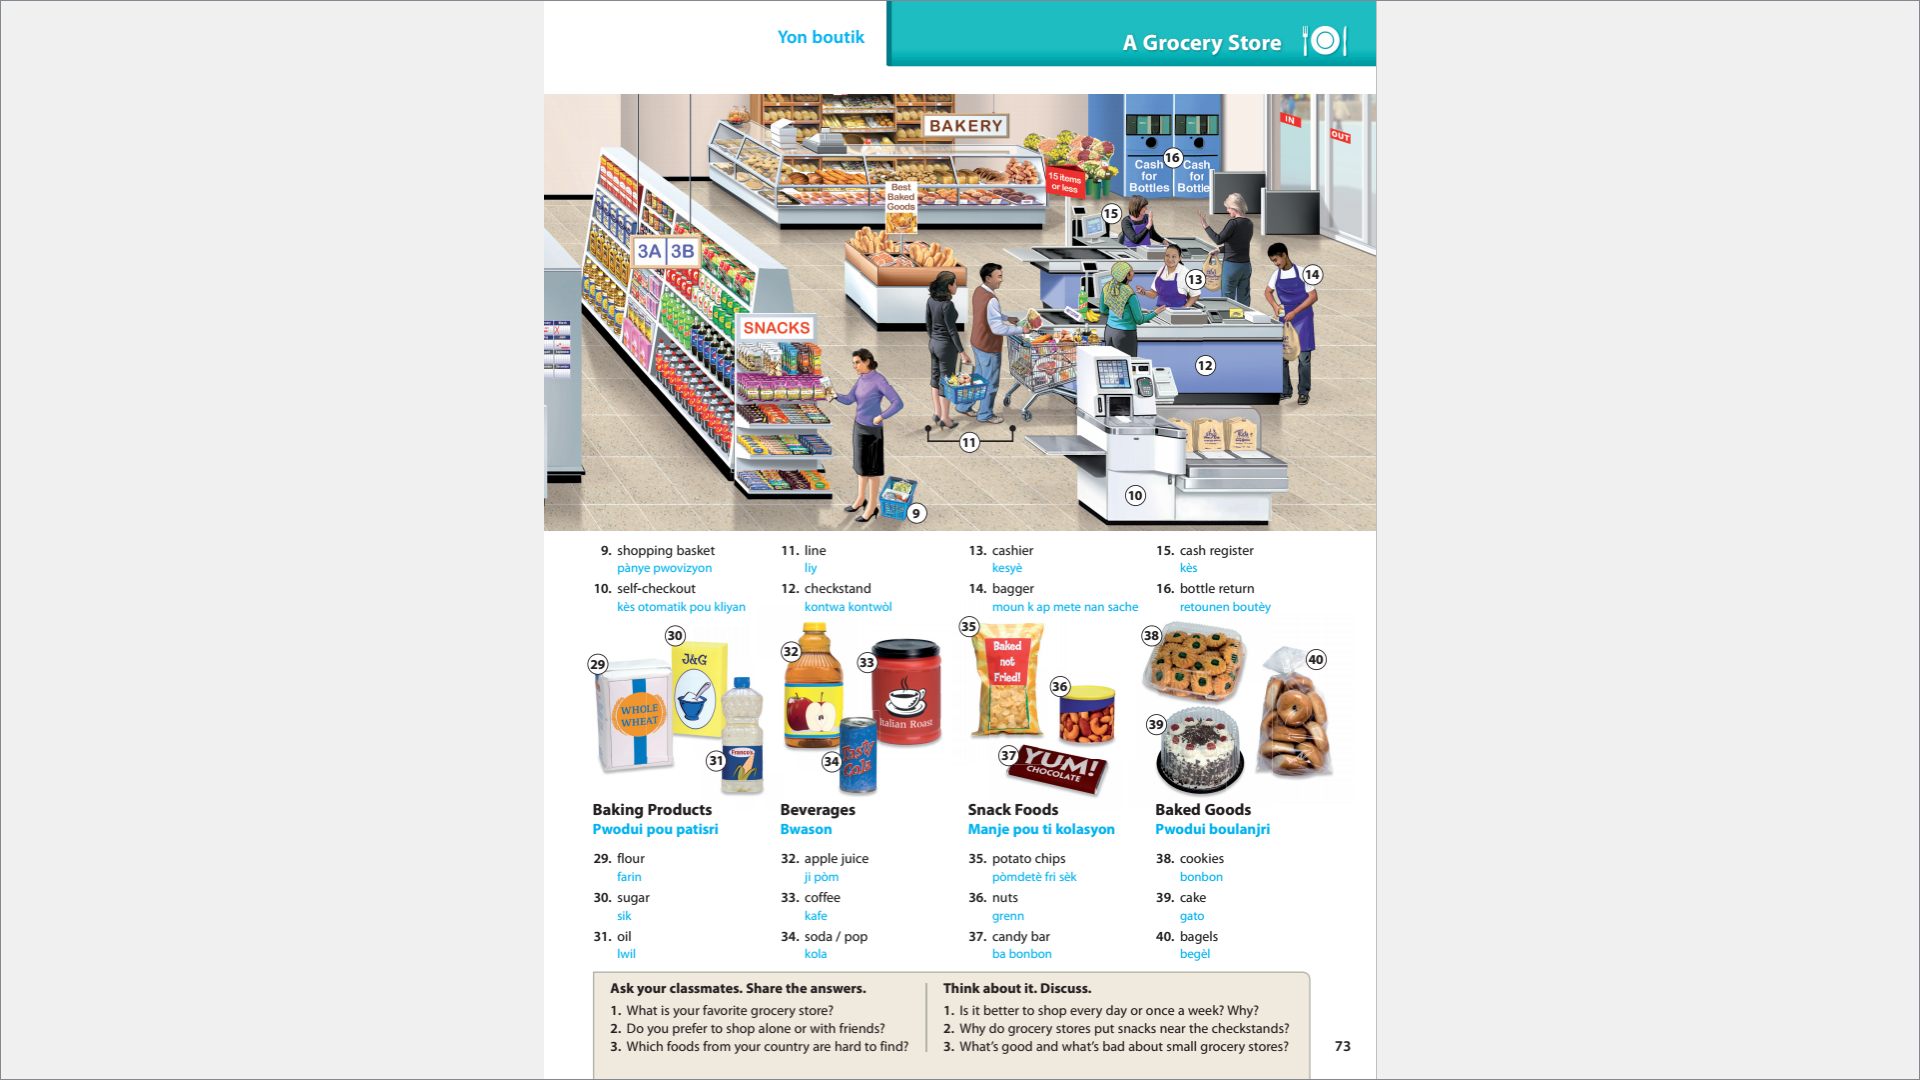 Yon boutik
A Grocery Store
BAKERY
IN
OUT
16
Cash for Bottles
Cash for Bottle
15 items or less
Best Baked Goods
15
3A 3B
13
14
SNACKS
12
11
10
9
9. shopping basket
pànye pwovizyon
10. self-checkout
kès otomatik pou kliyan
11. line
liy
12. checkstand
kontwa kontwòl
13. cashier
kesyè
14. bagger
moun k ap mete nan sache
15. cash register
kès
16. bottle return
retounen boutèy
29
WHOLE WHEAT
30
J&G
31
Frances
32
33
Italian Roast
34
Tasty Cola
35
Baked not Fried!
36
37
YUM!
CHOCOLATE
38
39
40
Baking Products
Pwodui pou patisri
29. flour
farin
30. sugar
sik
31. oil
lwil
Beverages
Bwason
32. apple juice
ji pòm
33. coffee
kafe
34. soda / pop
kola
Snack Foods
Manje pou ti kolasyon
35. potato chips
pòmdetè fri sèk
36. nuts
grenn
37. candy bar
ba bonbon
Baked Goods
Pwodui boulanjri
38. cookies
bonbon
39. cake
gato
40. bagels
begèl
Ask your classmates. Share the answers.
1. What is your favorite grocery store?
2. Do you prefer to shop alone or with friends?
3. Which foods from your country are hard to find?
Think about it. Discuss.
1. Is it better to shop every day or once a week? Why?
2. Why do grocery stores put snacks near the checkstands?
3. What's good and what's bad about small grocery stores?
73